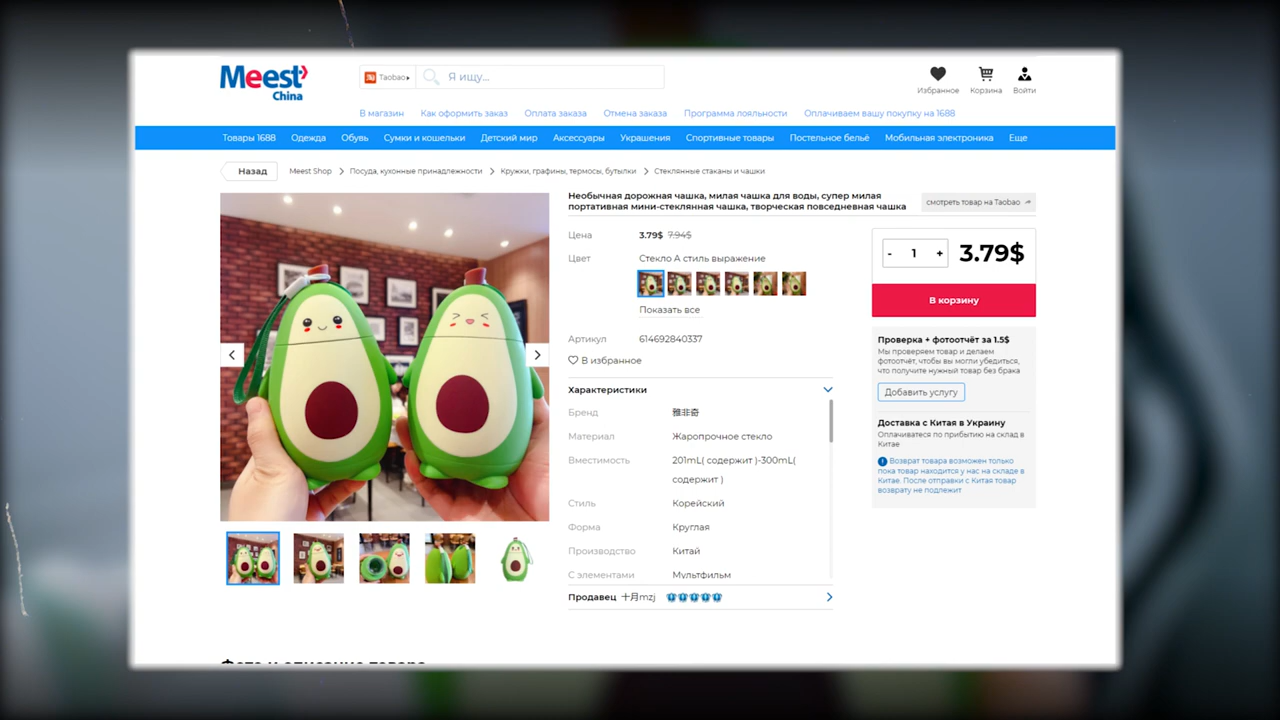 Meest
China
Taobao
Я ищу...
Избранное
Корзина
Войти
В магазин
Как оформить заказ
Оплата заказа
Отмена заказа
Программа лояльности
Оплачиваем вашу покупку на 1688
Товары 1688
Одежда
Обувь
Сумки и кошельки
Детский мир
Аксессуары
Украшения
Спортивные товары
Постельное бельё
Мобильная электроника
Еще
Назад
Meest Shop
Посуда, кухонные принадлежности
Кружки, графины, термосы, бутылки
Стеклянные стаканы и чашки
Необычная дорожная чашка, милая чашка для воды, супер милая
портативная мини-стеклянная чашка, творческая повседневная чашка
смотреть товар на Taobao
Цена 3.79$ 7.94$
Цвет Стекло А стиль выражение
Показать все
Артикул 614692840337
В избранное
Характеристики
Бренд 雅非奇
Материал Жаропрочное стекло
Вместимость 201mL( содержит )-300mL(
содержит )
Стиль Корейский
Форма Круглая
Производство Китай
С элементами Мультфильм
Продавец 十月mzj
- 1 + 3.79$
В корзину
Проверка + фотоотчёт за 1.5$
Мы проверяем товар и делаем
фотоотчёт, чтобы вы могли убедиться,
что получите нужный товар без брака
Добавить услугу
Доставка с Китая в Украину
Оплачиватеся по прибытию на склад в
Китае
Возврат товара возможен только
пока товар находится у нас на складе в
Китае. После отправки с Китая товар
возврату не подлежит
Фото и описание товара